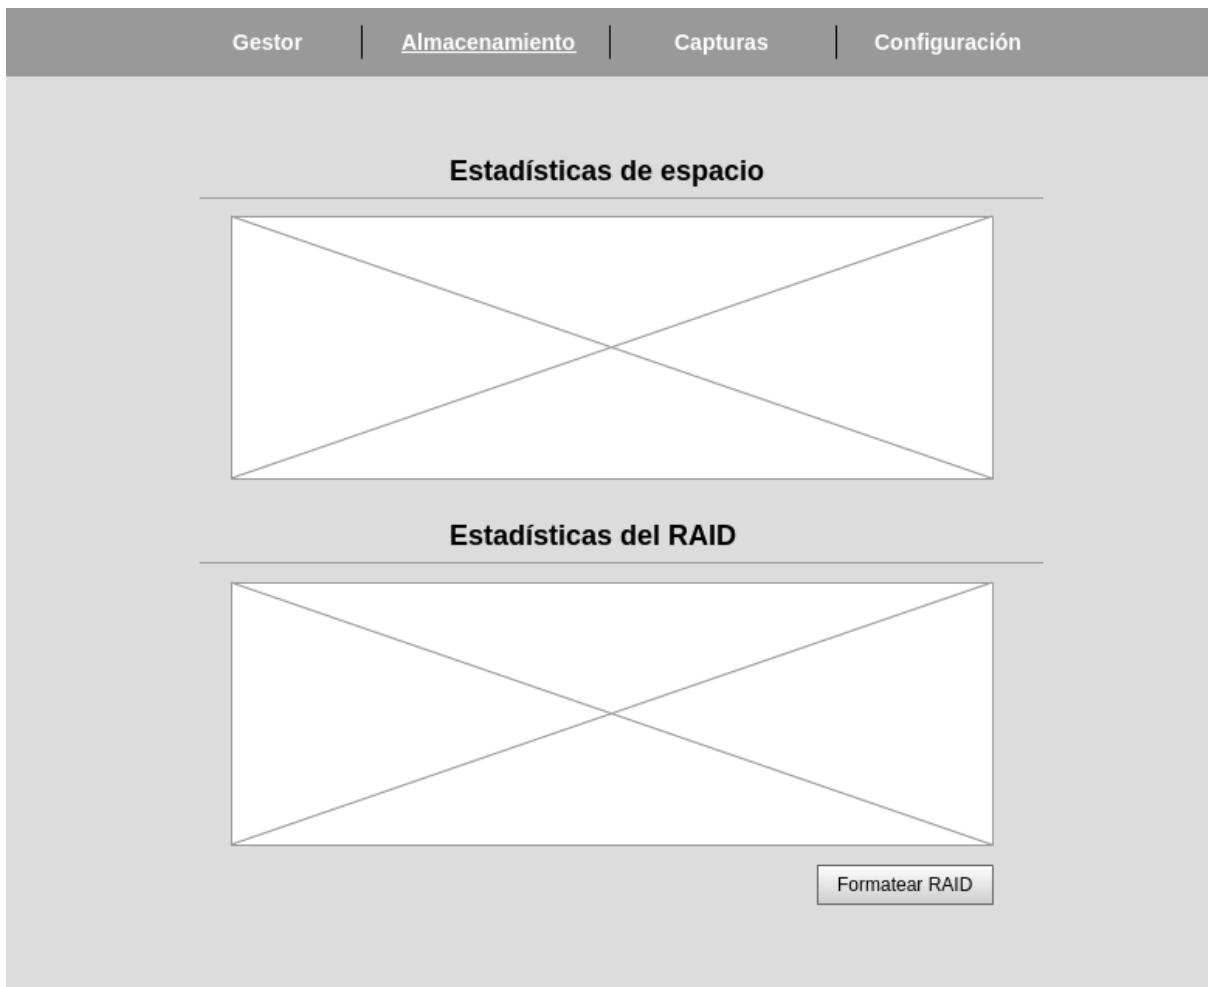 Gestor Almacenamiento Capturas Configuración
Estadísticas de espacio
Estadísticas del RAID
Formatear RAID